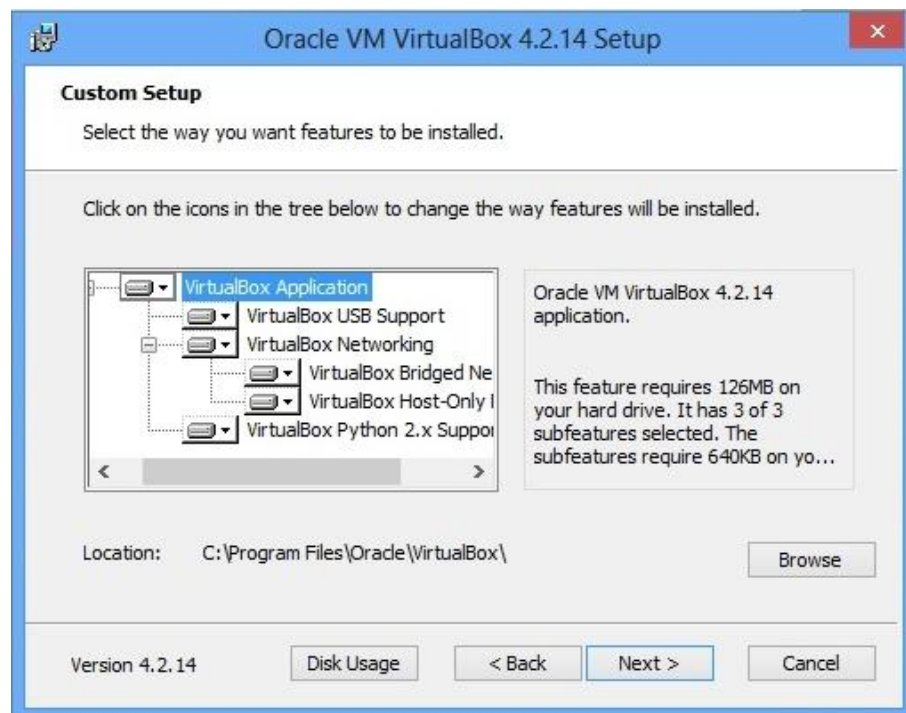 Oracle VM VirtualBox 4.2.14 Setup
Custom Setup
Select the way you want features to be installed.
Click on the icons in the tree below to change the way features will be installed.
VirtualBox Application
VirtualBox USB Support
VirtualBox Networking
VirtualBox Bridged Ne
VirtualBox Host-Only
VirtualBox Python 2.x Suppo
Oracle VM VirtualBox 4.2.14
application.
This feature requires 126MB on
your hard drive. It has 3 of 3
subfeatures selected. The
subfeatures require 640KB on yo...
Location: C:\Program Files\Oracle\VirtualBox\
Browse
Version 4.2.14 Disk Usage < Back Next > Cancel